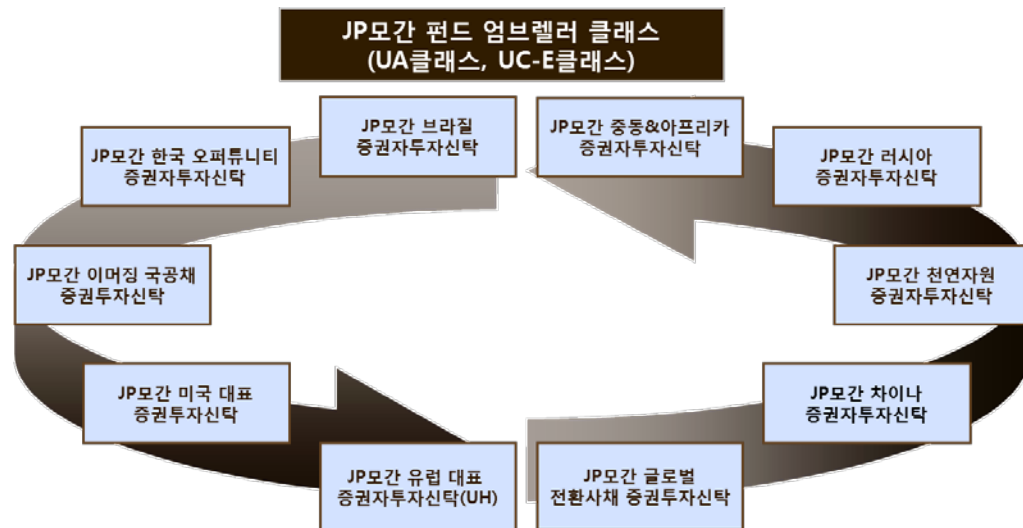 JP모간 펀드 엄브렐러 클래스
(UA클래스, UC-E클래스)
JP모간 브라질
증권자투자신탁
JP모간 중동&아프리카
증권자투자신탁
JP모간 한국 오퍼튜니티
증권자투자신탁
JP모간 러시아
증권자투자신탁
JP모간 이머징 국공채
증권투자신탁
JP모간 천연자원
증권자투자신탁
JP모간 미국 대표
증권투자신탁
JP모간 차이나
증권자투자신탁
JP모간 유럽 대표
증권자투자신탁(UH)
JP모간 글로벌
전환사채 증권투자신탁